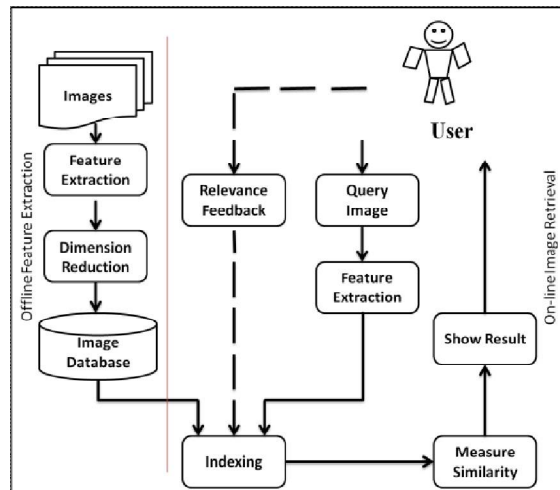 Images
Feature
Extraction
Dimension
Reduction
Image
Database
Offline Feature Extraction
User
Relevance
Feedback
Query
Image
Feature
Extraction
Show Result
Indexing
Measure
Similarity
On-line Image Retrieval